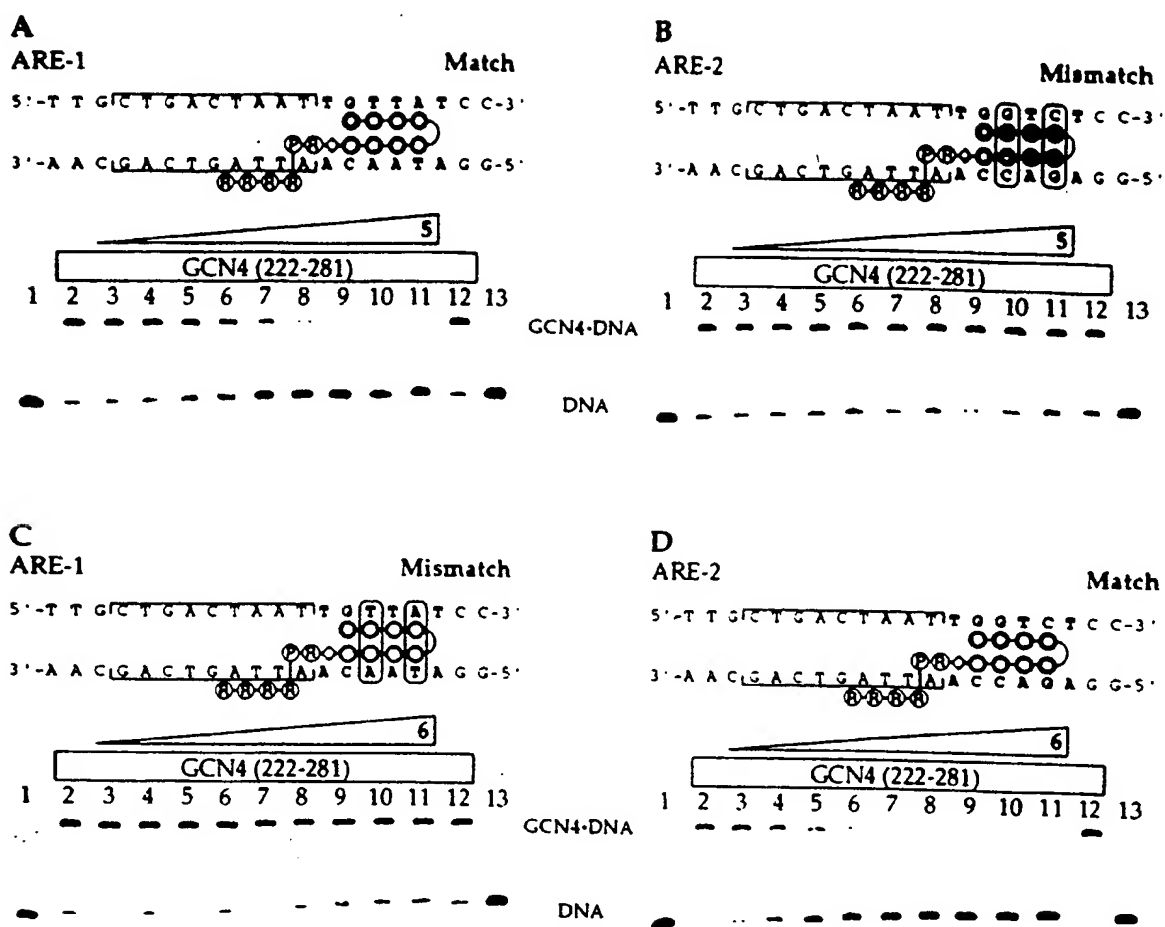 A
ARE-1 Match
5'-T T G C T G A C T A A T T G T T A T C C-3'
P R
3'-A A C G A C T G A T T A A C A A T A G G-5'
R R R R
5
GCN4 (222-281)
1 2 3 4 5 6 7 8 9 10 11 12 13
B
ARE-2 Mismatch
5'-T T G C T G A C T A A T T G G T C T C C-3'
P R
3'-A A C G A C T G A T T A A C C A G A G G-5'
R R R R
5
GCN4 (222-281)
1 2 3 4 5 6 7 8 9 10 11 12 13
GCN4•DNA
DNA
C
ARE-1 Mismatch
5'-T T G C T G A C T A A T T G T T A T C C-3'
P R
3'-A A C G A C T G A T T A A C A A T A G G-5'
R R R R
6
GCN4 (222-281)
1 2 3 4 5 6 7 8 9 10 11 12 13
D
ARE-2 Match
5'-T T G C T G A C T A A T T G G T C T C C-3'
P R
3'-A A C G A C T G A T T A A C C A G A G G-5'
R R R R
6
GCN4 (222-281)
1 2 3 4 5 6 7 8 9 10 11 12 13
GCN4•DNA
DNA